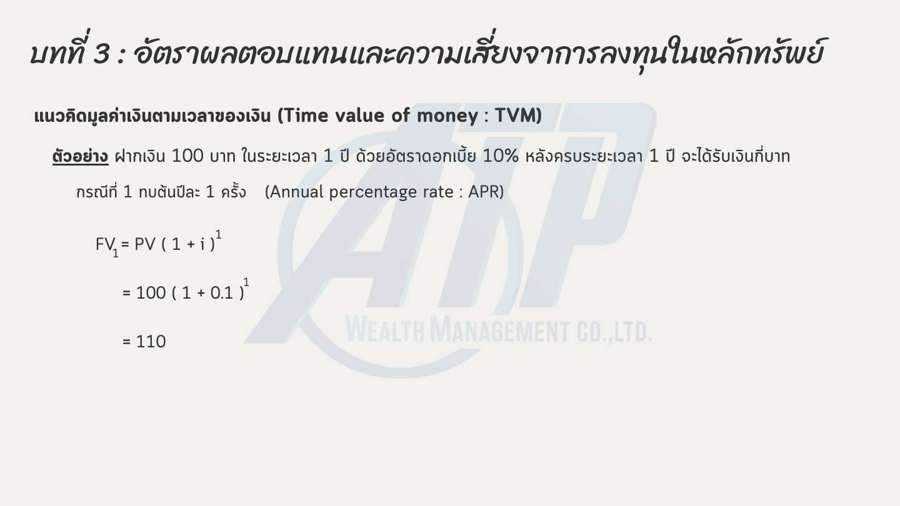 บทที่ 3 : อัตราผลตอบแทนและความเสี่ยงจาการลงทุนในหลักทรัพย์
แนวคิดมูลค่าเงินตามเวลาของเงิน (Time value of money : TVM)
ตัวอย่าง ฝากเงิน 100 บาท ในระยะเวลา 1 ปี ด้วยอัตราดอกเบี้ย 10% หลังครบระยะเวลา 1 ปี จะได้รับเงินกี่บาท
กรณีที่ 1 ทบต้นปีละ 1 ครั้ง (Annual percentage rate : APR)
FV₁ = PV ( 1 + i )¹
= 100 ( 1 + 0.1 )¹
= 110
ATP
WEALTH MANAGEMENT CO.,LTD.